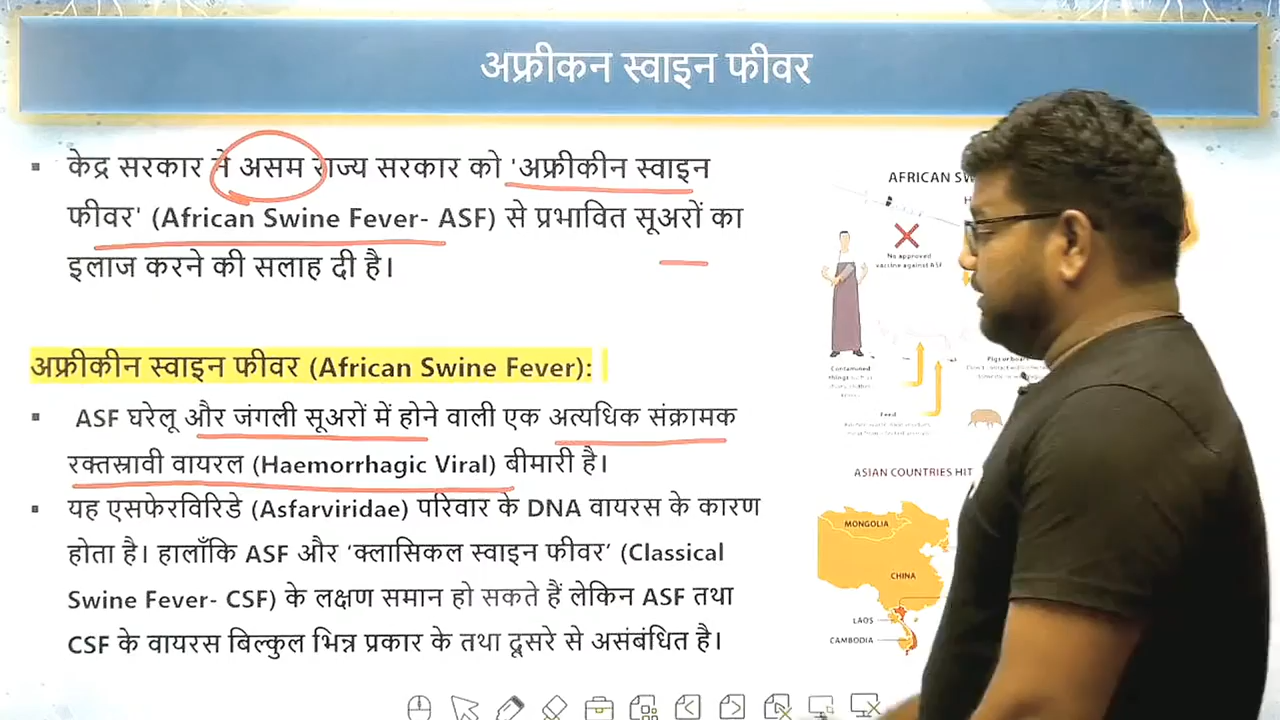 अफ्रीकन स्वाइन फीवर
▪ केद्र सरकार ने असम राज्य सरकार को 'अफ्रीकीन स्वाइन
फीवर' (African Swine Fever- ASF) से प्रभावित सूअरों का
इलाज करने की सलाह दी है।
अफ्रीकीन स्वाइन फीवर (African Swine Fever):
▪ ASF घरेलू और जंगली सूअरों में होने वाली एक अत्यधिक संक्रामक
रक्तस्रावी वायरल (Haemorrhagic Viral) बीमारी है।
▪ यह एसफेरविरिडे (Asfarviridae) परिवार के DNA वायरस के कारण
होता है। हालाँकि ASF और ‘क्लासिकल स्वाइन फीवर’ (Classical
Swine Fever- CSF) के लक्षण समान हो सकते हैं लेकिन ASF तथा
CSF के वायरस बिल्कुल भिन्न प्रकार के तथा दूसरे से असंबंधित है।
AFRICAN SW
No approved
vaccine against ASF
Contaminated
Feed
ASIAN COUNTRIES HIT
MONGOLIA
CHINA
LAOS
CAMBODIA